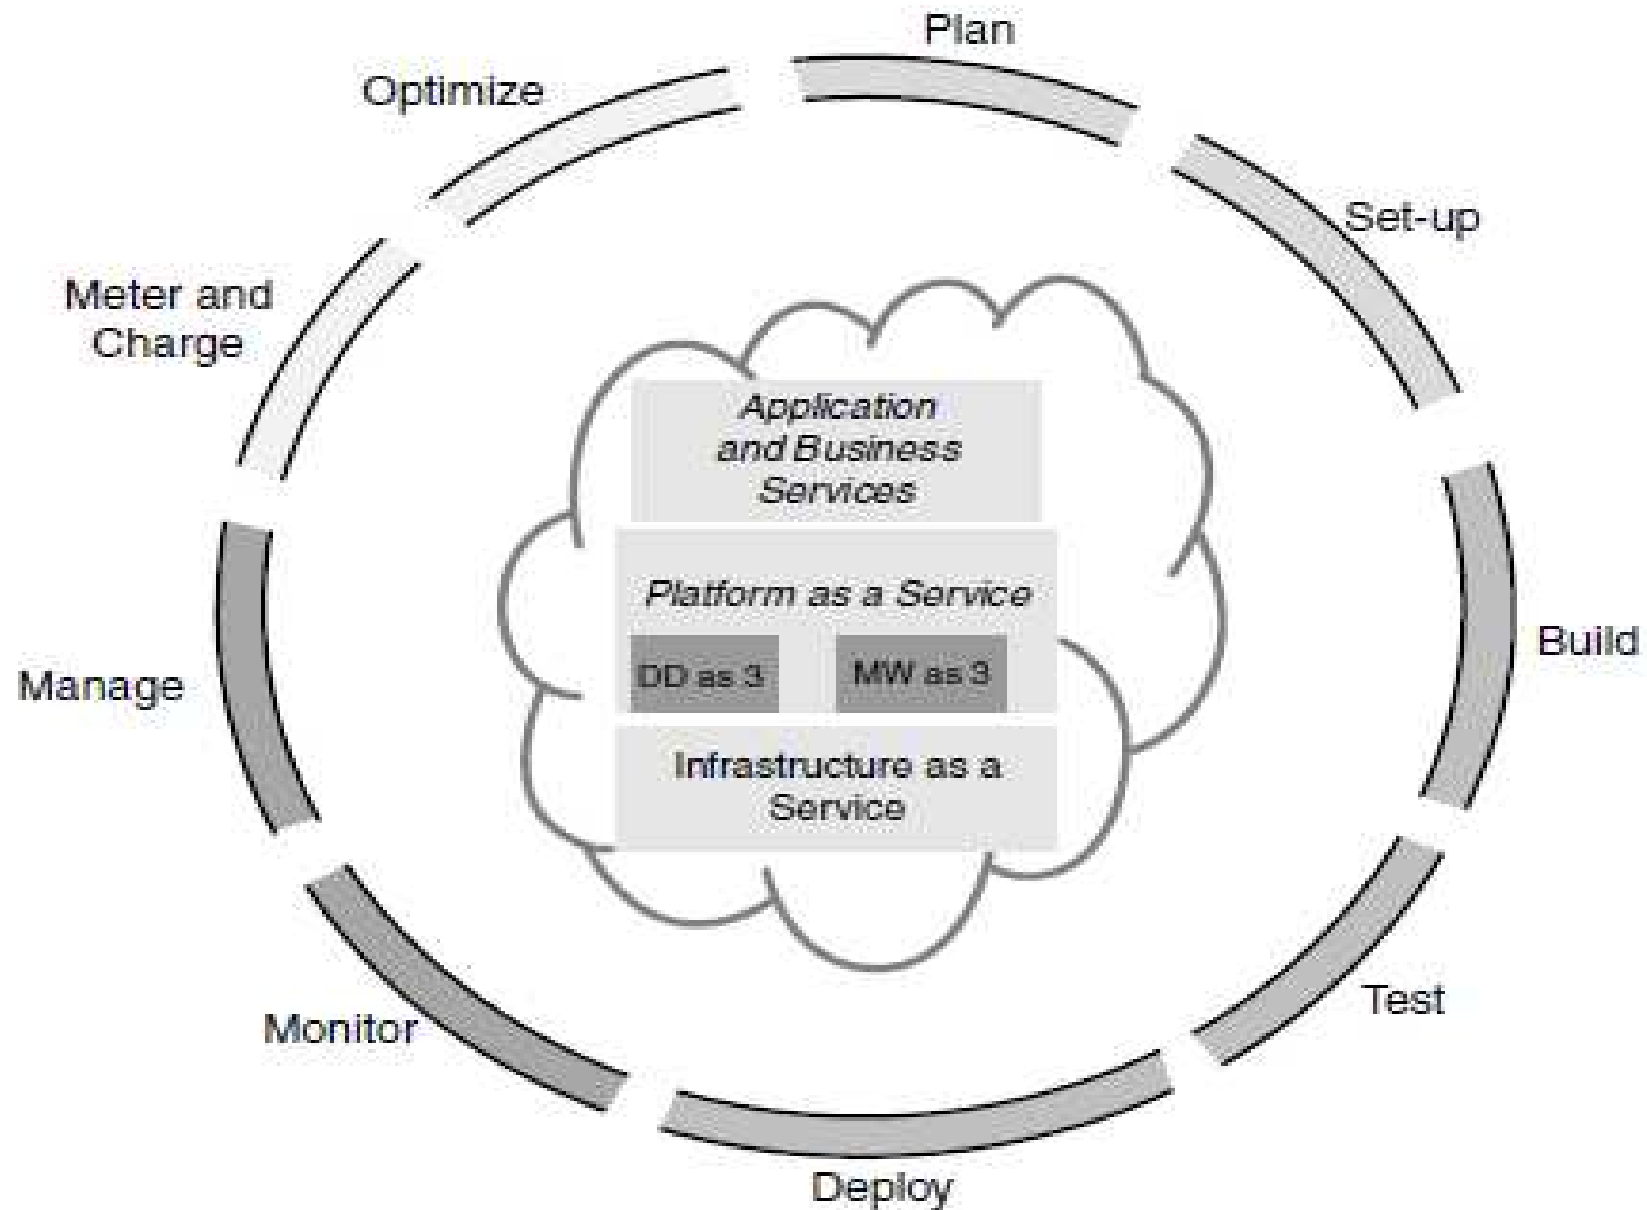 Plan
Optimize
Set-up
Meter and
Charge
Application
and Business
Services
Platform as a Service
DD as 3
MW as 3
Build
Manage
Infrastructure as a
Service
Test
Monitor
Deploy